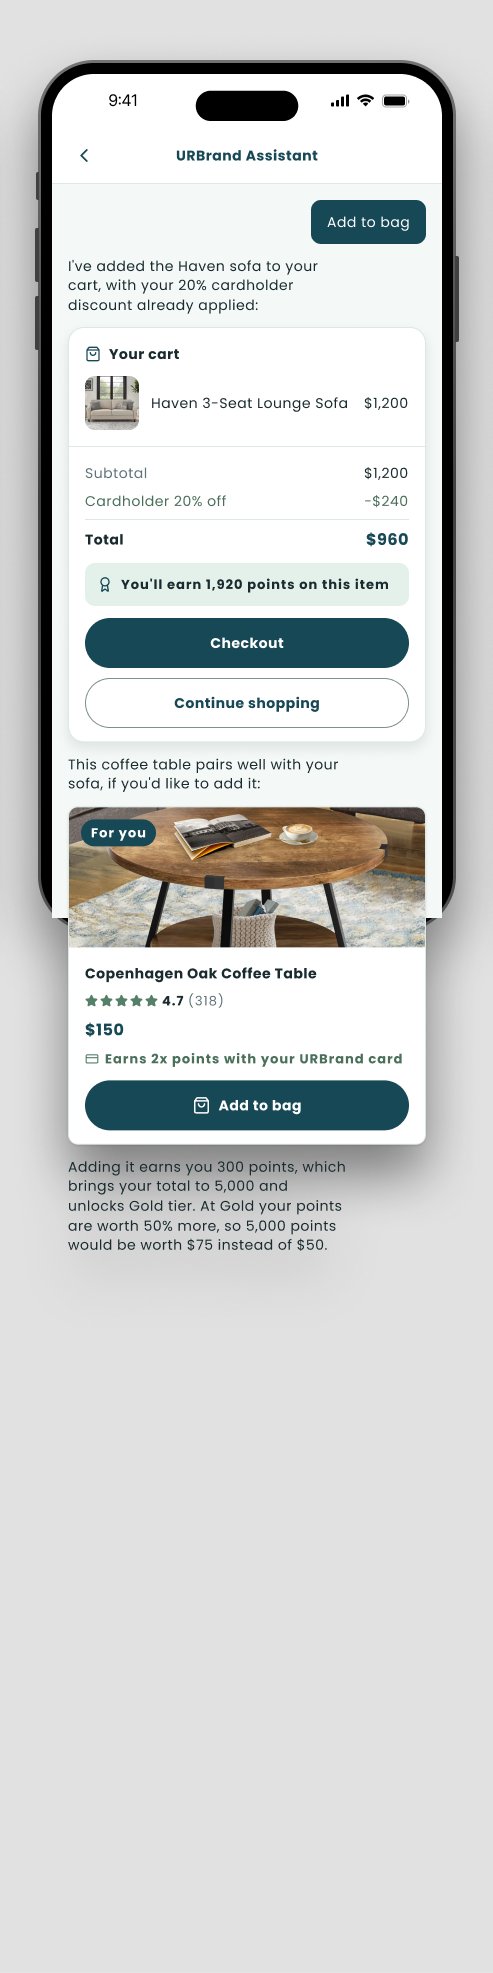 9:41
URBrand Assistant
Add to bag
I've added the Haven sofa to your
cart, with your 20% cardholder
discount already applied:
Your cart
Haven 3-Seat Lounge Sofa $1,200
Subtotal $1,200
Cardholder 20% off -$240
Total $960
You'll earn 1,920 points on this item
Checkout
Continue shopping
This coffee table pairs well with your
sofa, if you'd like to add it:
For you
Copenhagen Oak Coffee Table
4.7 (318)
$150
Earns 2x points with your URBrand card
Add to bag
Adding it earns you 300 points, which
brings your total to 5,000 and
unlocks Gold tier. At Gold your points
are worth 50% more, so 5,000 points
would be worth $75 instead of $50.